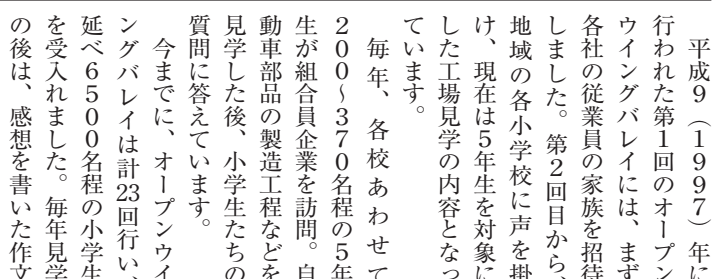 平成９（１９９７）年に
行われた第１回のオープン
ウイングバレイには、まず
各社の従業員の家族を招待
しました。第２回目から、
地域の各小学校に声を掛
け、現在は５年生を対象に
した工場見学の内容となっ
ています。
毎年、各校あわせて
２００～３７０名程の５年
生が組合員企業を訪問。自
動車部品の製造工程などを
見学した後、小学生たちの
質問に答えています。
今までに、オープンウイ
ングバレイは計23回行い、
延べ６５００名程の小学生
を受入れました。毎年見学
の後は、感想を書いた作文